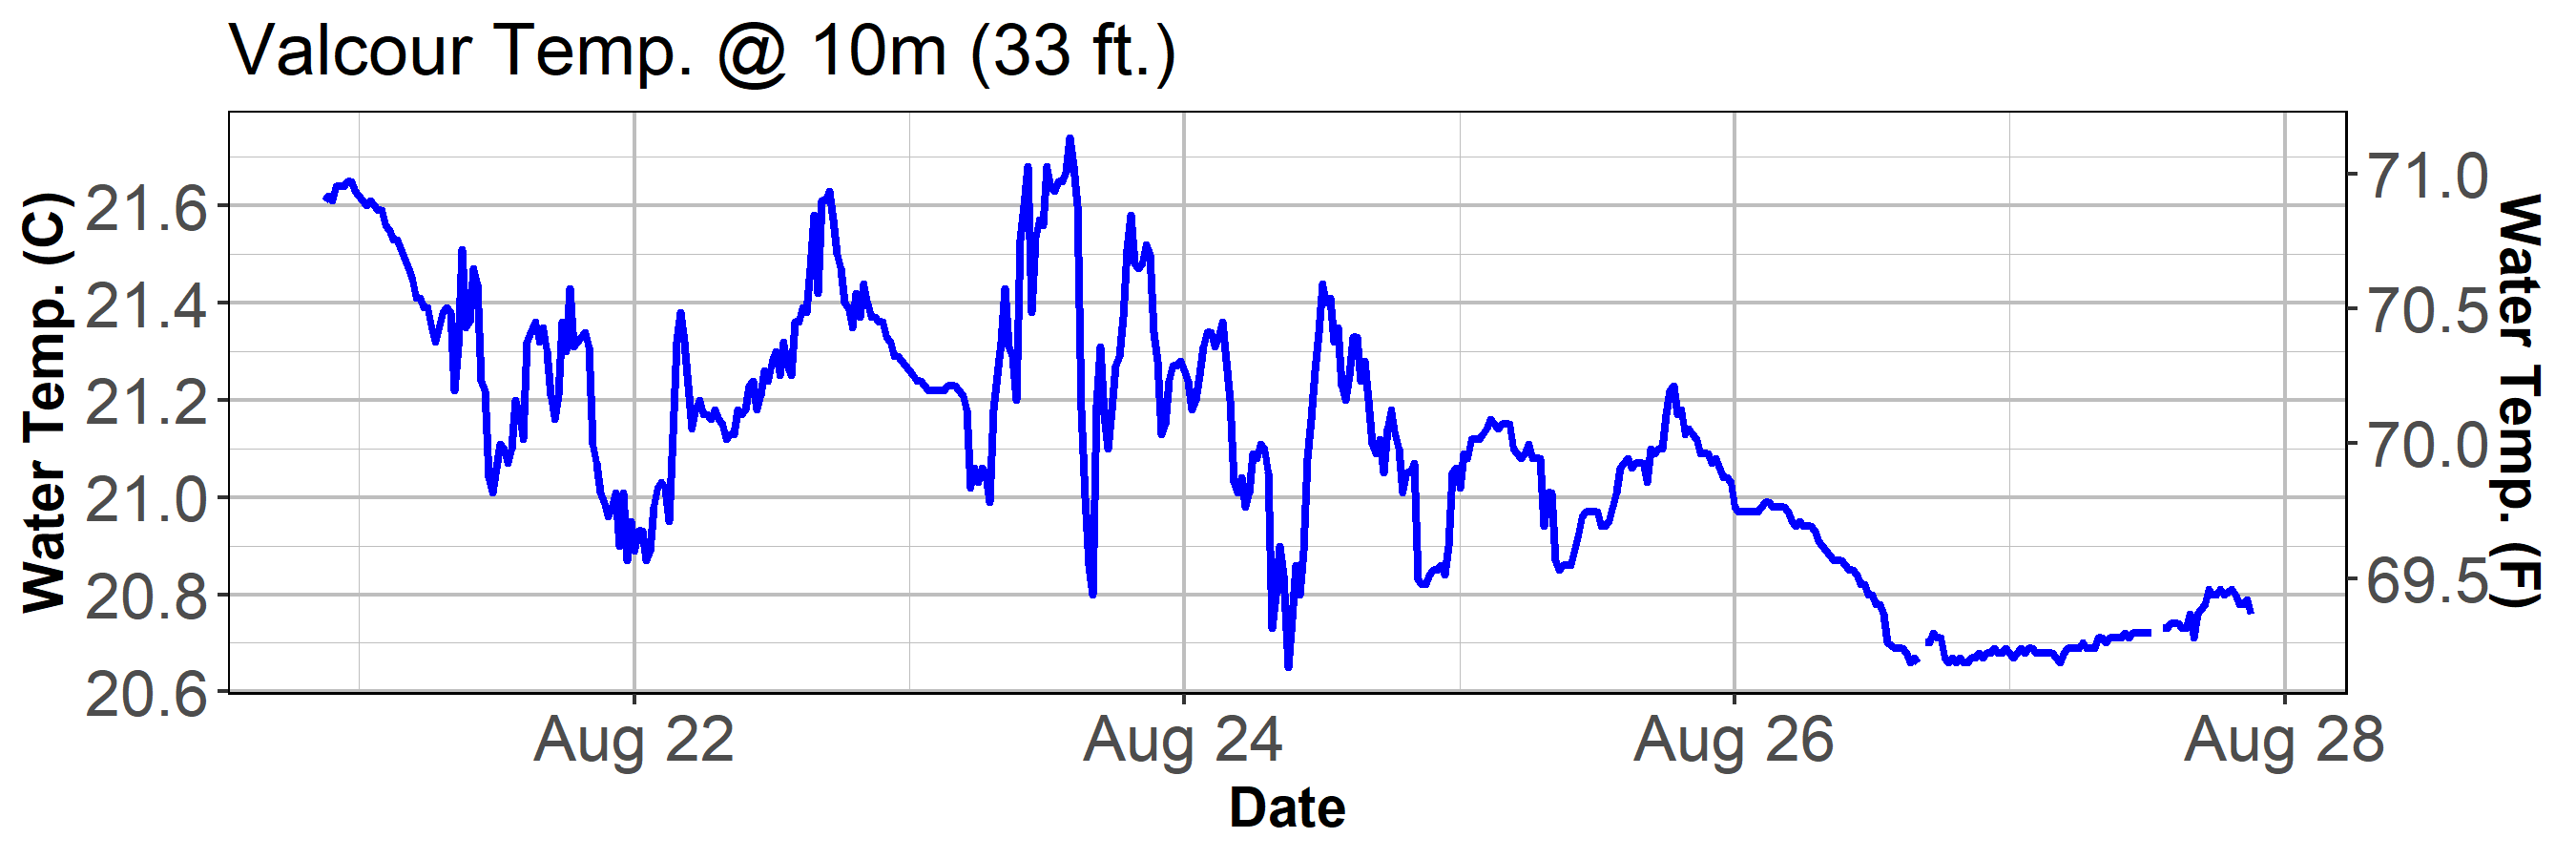 Valcour Temp. @ 10m (33 ft.)
Water Temp. (C)
21.6
21.4
21.2
21.0
20.8
20.6
71.0
70.5
70.0
69.5
Water Temp. (F)
Aug 22
Aug 24
Aug 26
Aug 28
Date